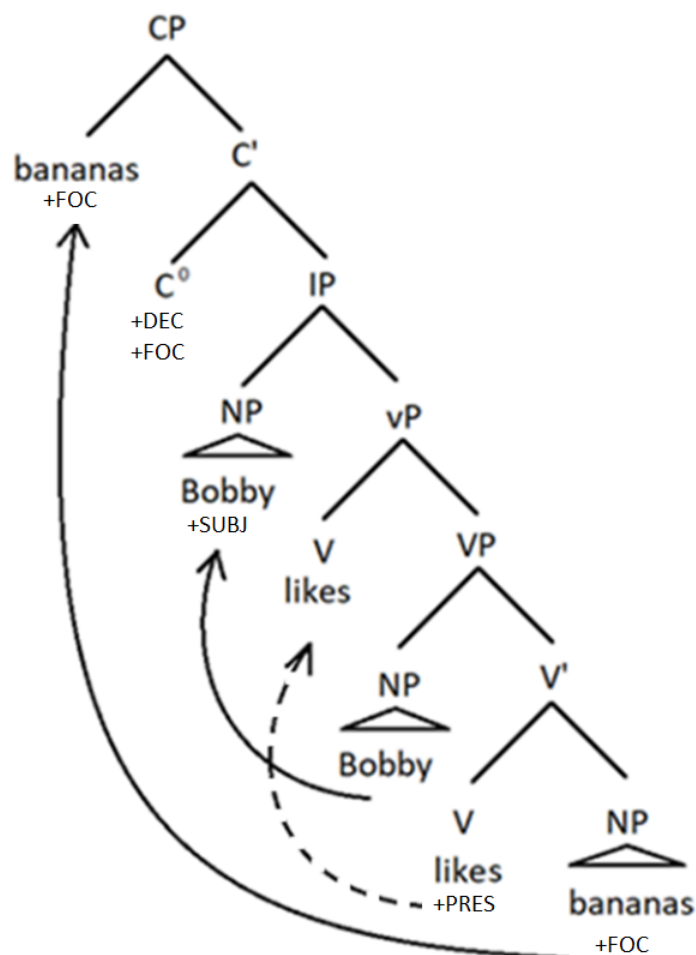 CP
bananas
+FOC
C'
C⁰
+DEC
+FOC
IP
NP
Bobby
+SUBJ
vP
V
likes
VP
NP
Bobby
V'
V
likes
+PRES
NP
bananas
+FOC